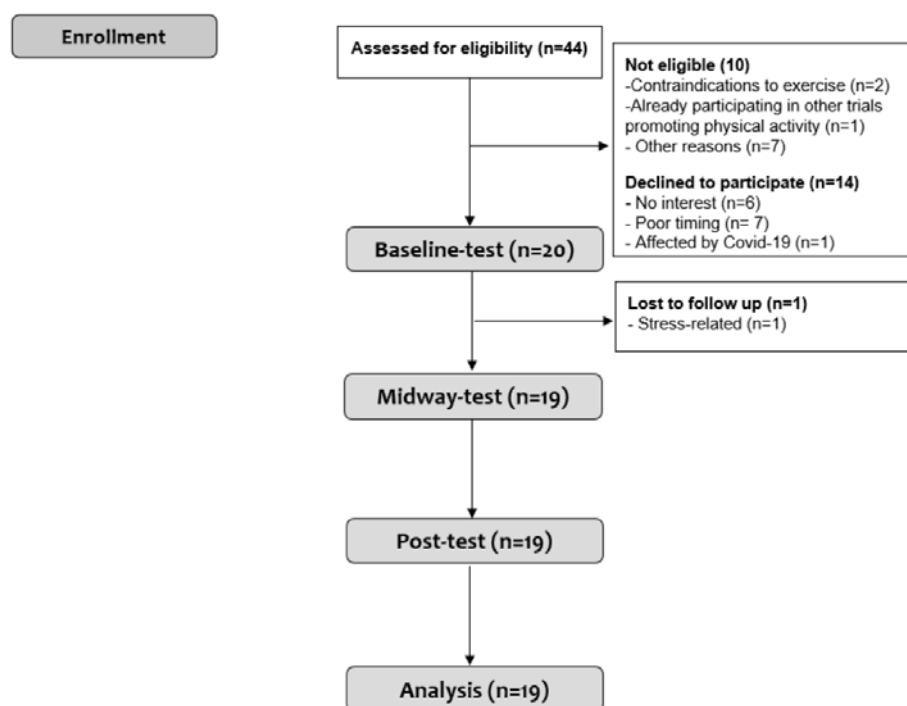 Enrollment
Assessed for eligibility (n=44)
Not eligible (10)
-Contraindications to exercise (n=2)
-Already participating in other trials
promoting physical activity (n=1)
- Other reasons (n=7)
Declined to participate (n=14)
- No interest (n=6)
- Poor timing (n= 7)
- Affected by Covid-19 (n=1)
Baseline-test (n=20)
Lost to follow up (n=1)
- Stress-related (n=1)
Midway-test (n=19)
Post-test (n=19)
Analysis (n=19)